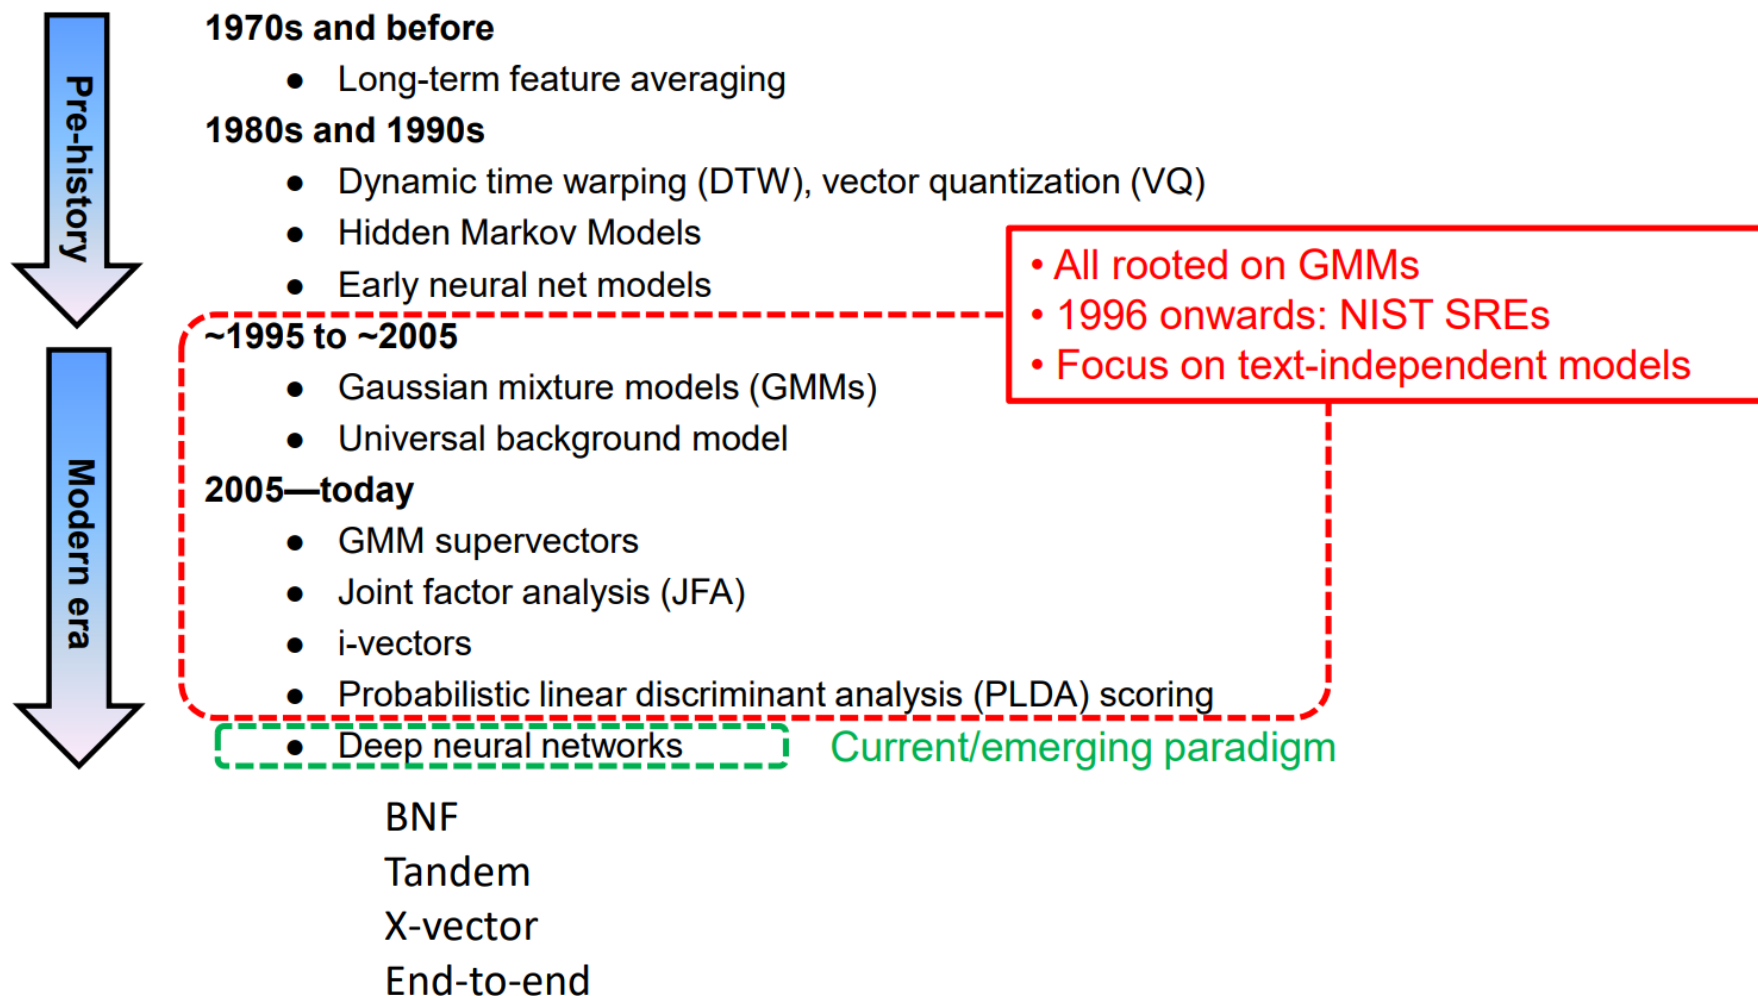 1970s and before
● Long-term feature averaging
1980s and 1990s
● Dynamic time warping (DTW), vector quantization (VQ)
● Hidden Markov Models
● Early neural net models
~1995 to ~2005
● Gaussian mixture models (GMMs)
● Universal background model
2005—today
● GMM supervectors
● Joint factor analysis (JFA)
● i-vectors
● Probabilistic linear discriminant analysis (PLDA) scoring
● Deep neural networks
Current/emerging paradigm
BNF
Tandem
X-vector
End-to-end
Pre-history
Modern era
• All rooted on GMMs
• 1996 onwards: NIST SREs
• Focus on text-independent models